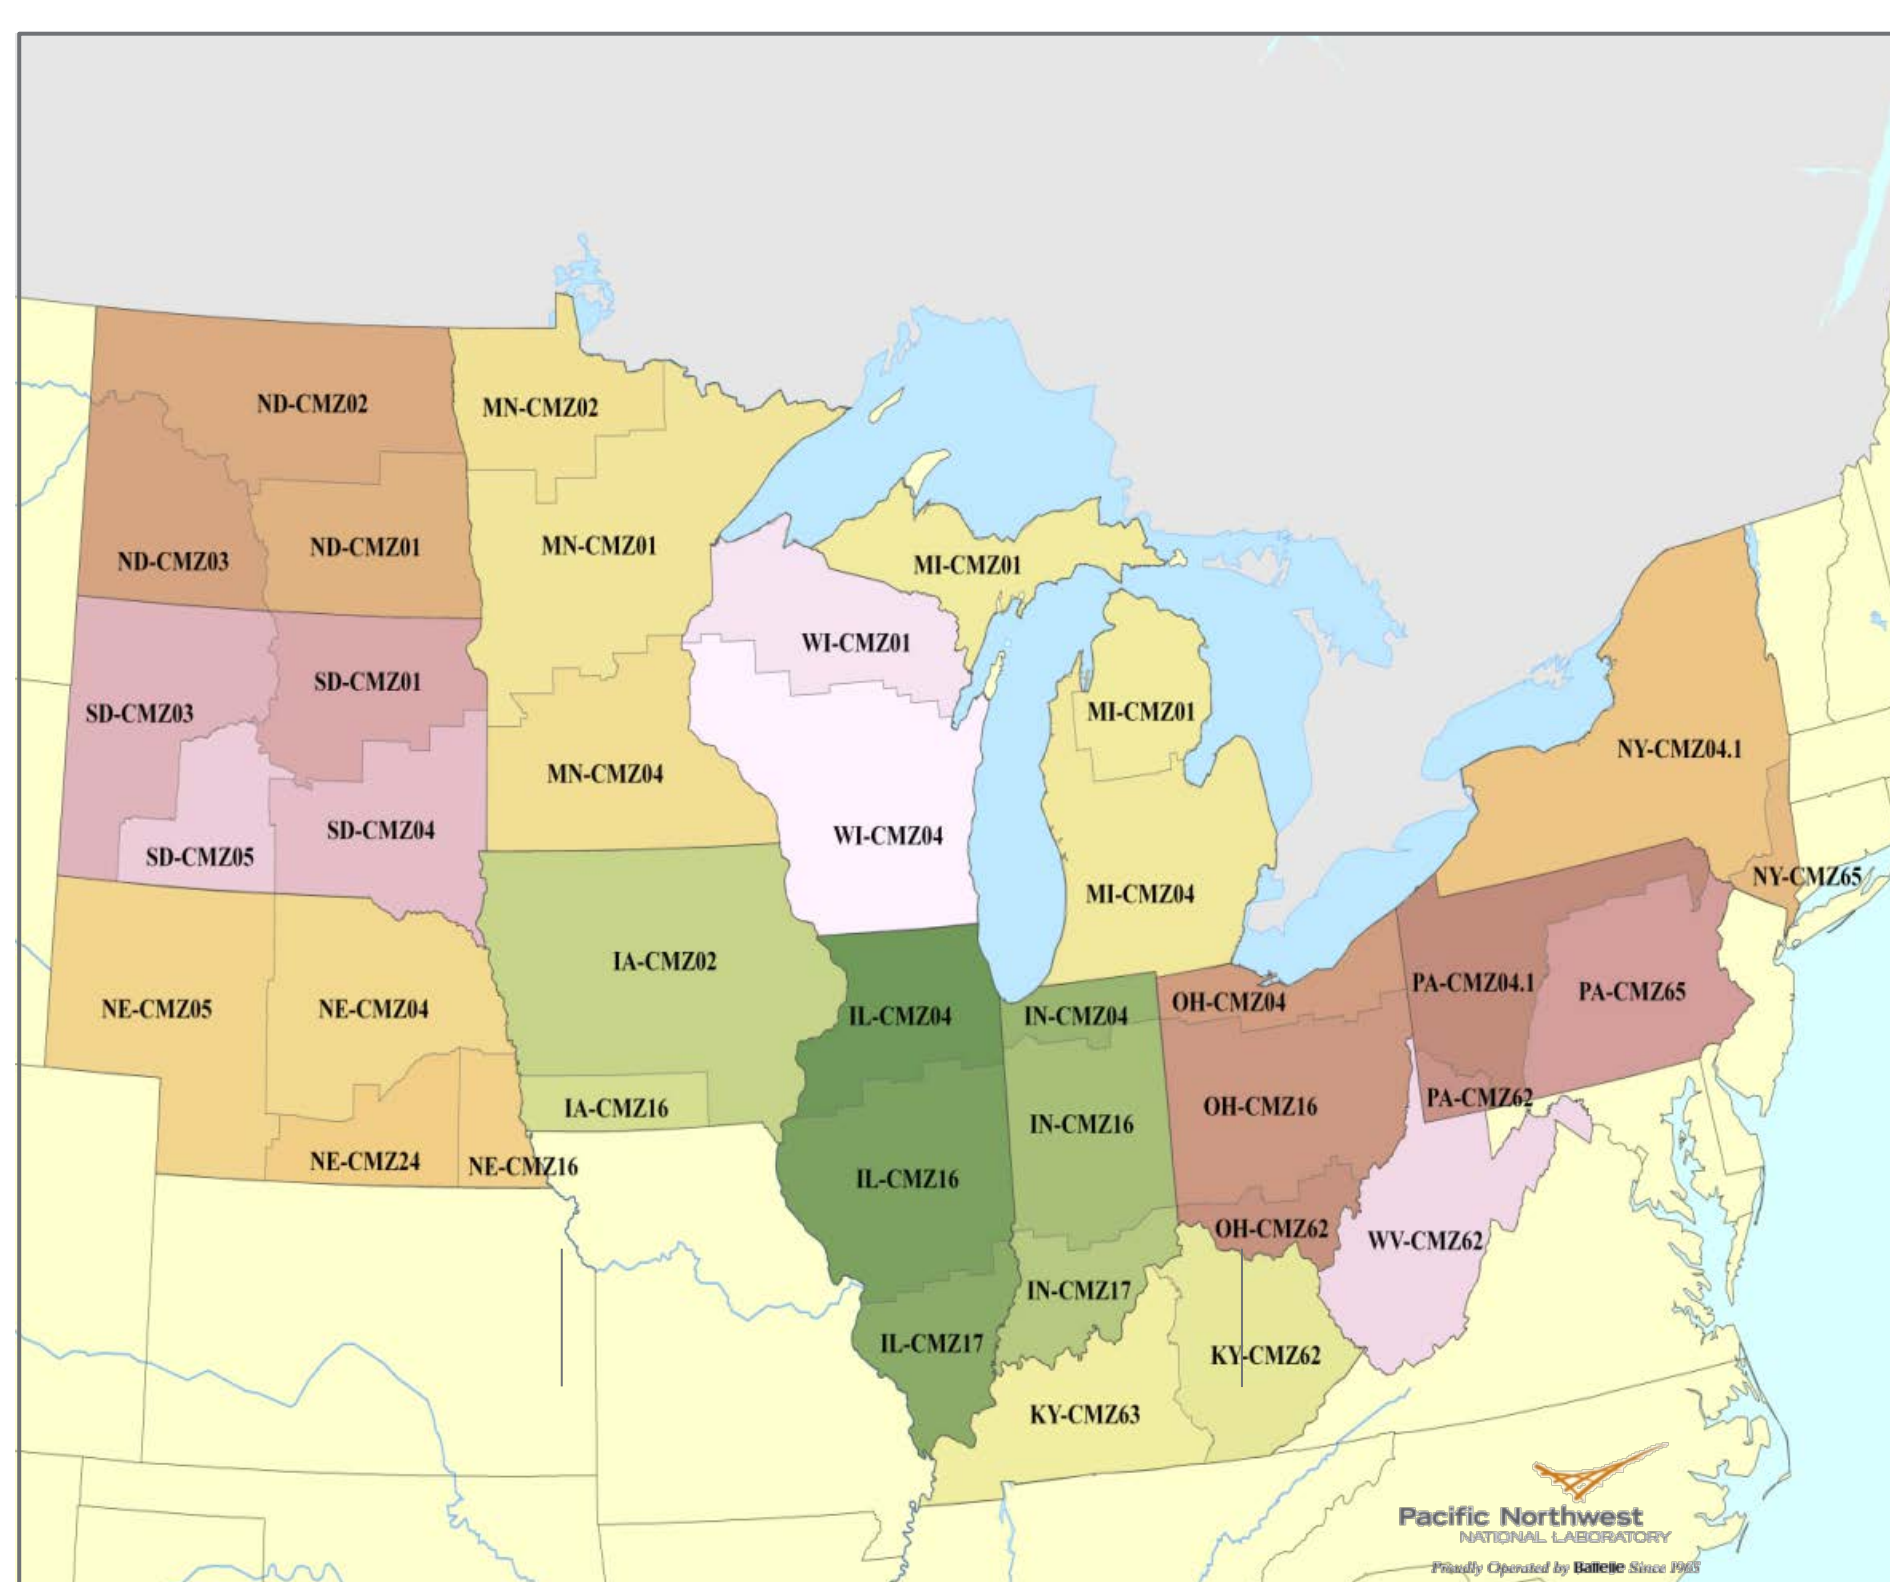 ND-CMZ02
MN-CMZ02
ND-CMZ01
MN-CMZ01
ND-CMZ03
MI-CMZ01
WI-CMZ01
SD-CMZ01
SD-CMZ03
MI-CMZ01
NY-CMZ04.1
MN-CMZ04
SD-CMZ04
WI-CMZ04
SD-CMZ05
NY-CMZ65
MI-CMZ04
IA-CMZ02
PA-CMZ04.1
PA-CMZ65
OH-CMZ04
NE-CMZ05
NE-CMZ04
IL-CMZ04
IN-CMZ04
PA-CMZ62
IA-CMZ16
OH-CMZ16
IN-CMZ16
NE-CMZ24
NE-CMZ16
IL-CMZ16
OH-CMZ62
WV-CMZ62
IN-CMZ17
IL-CMZ17
KY-CMZ62
KY-CMZ63
Pacific Northwest
NATIONAL LABORATORY
Proudly Operated by Battelle Since 1965